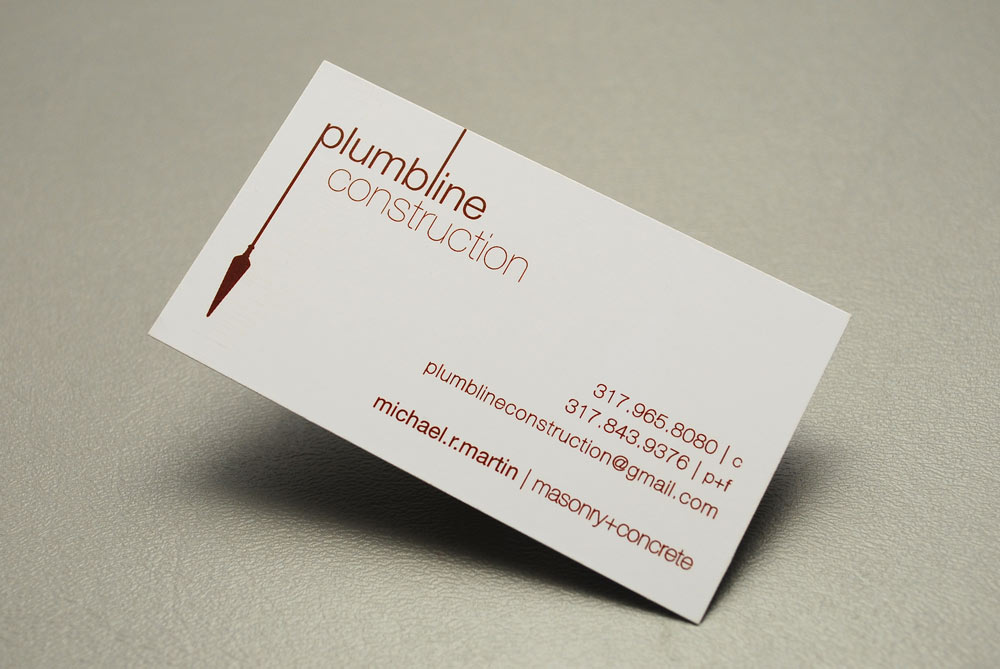 plumbline
construction
317.965.8080 | c
317.843.9376 | p+f
plumblineconstruction@gmail.com
michael.r.martin | masonry+concrete